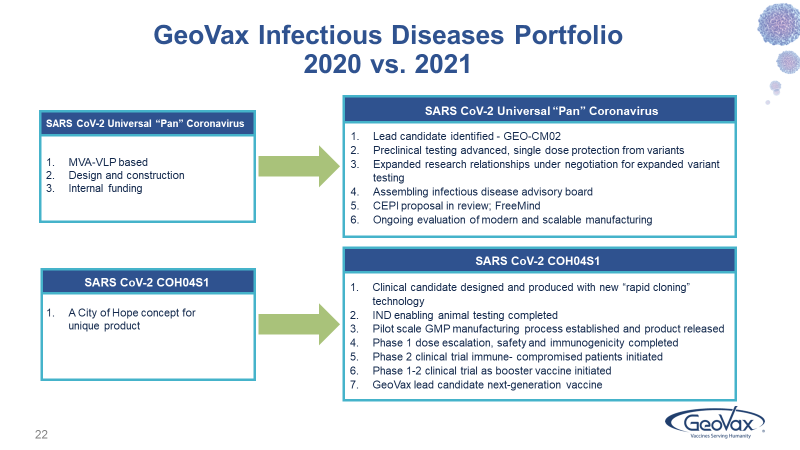 GeoVax Infectious Diseases Portfolio
2020 vs. 2021
SARS CoV-2 Universal “Pan” Coronavirus
1. MVA-VLP based
2. Design and construction
3. Internal funding
SARS CoV-2 Universal “Pan” Coronavirus
1. Lead candidate identified - GEO-CM02
2. Preclinical testing advanced, single dose protection from variants
3. Expanded research relationships under negotiation for expanded variant
testing
4. Assembling infectious disease advisory board
5. CEPI proposal in review; FreeMind
6. Ongoing evaluation of modern and scalable manufacturing
SARS CoV-2 COH04S1
1. A City of Hope concept for
unique product
SARS CoV-2 COH04S1
1. Clinical candidate designed and produced with new “rapid cloning”
technology
2. IND enabling animal testing completed
3. Pilot scale GMP manufacturing process established and product released
4. Phase 1 dose escalation, safety and immunogenicity completed
5. Phase 2 clinical trial immune- compromised patients initiated
6. Phase 1-2 clinical trial as booster vaccine initiated
7. GeoVax lead candidate next-generation vaccine
22
GeoVax
Vaccines Serving Humanity